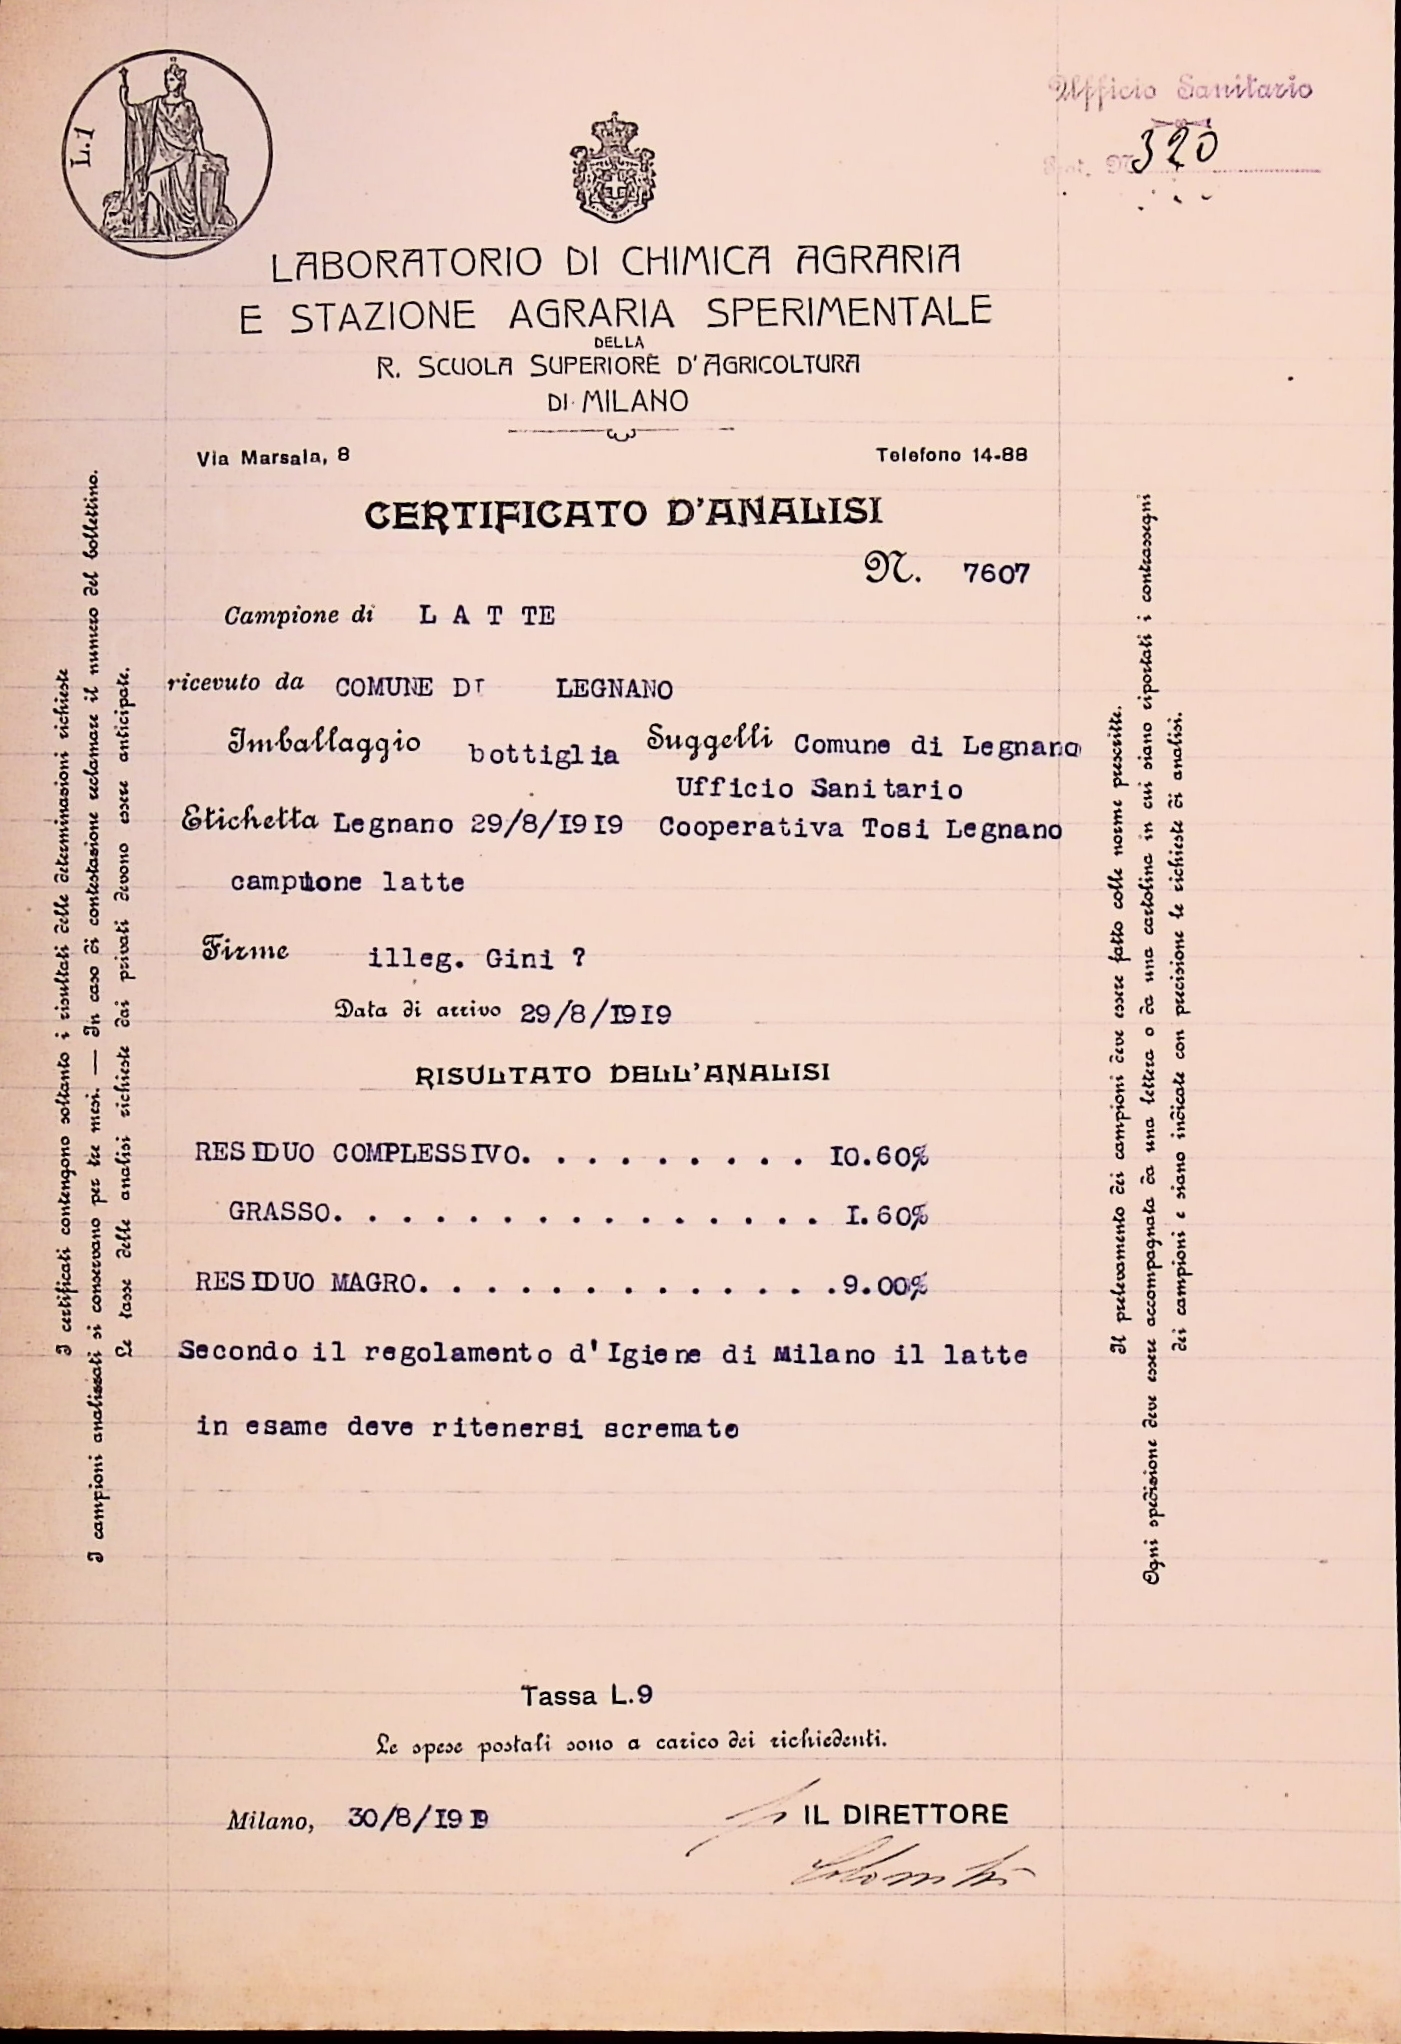 L.1
Ufficio Sanitario
Prot. N. 320
LABORATORIO DI CHIMICA AGRARIA
E STAZIONE AGRARIA SPERIMENTALE
DELLA
R. SCUOLA SUPERIORE D'AGRICOLTURA
DI MILANO
Via Marsala, 8 Telefono 14-88
CERTIFICATO D'ANALISI
N. 7607
Campione di L A T TE
ricevuto da COMUNE DI LEGNANO
Imballaggio bottiglia Suggelli Comune di Legnano
Ufficio Sanitario
Etichetta Legnano 29/8/1919 Cooperativa Tosi Legnano
campione latte
Firme illeg. Gini ?
Data di arrivo 29/8/1919
RISULTATO DELL'ANALISI
RESIDUO COMPLESSIVO. . . . . . . . . 10.60%
GRASSO. . . . . . . . . . . . . . . 1.60%
RESIDUO MAGRO. . . . . . . . . . . . . .9.00%
Secondo il regolamento d'Igiene di Milano il latte
in esame deve ritenersi scremato
Tassa L.9
Le spese postali sono a carico dei richiedenti.
Milano, 30/8/1919 IL DIRETTORE
I certificati contengono soltanto i risultati delle determinazioni richieste
I campioni analizzati si conservano per tre mesi. — In caso di contestazione reclamare il numero del bollettino.
Le tasse delle analisi richieste dai privati devono essere anticipate.
Il prelevamento dei campioni deve essere fatto colle norme prescritte.
Ogni spedizione deve essere accompagnata da una lettera o da una cartolina in cui siano riportati i contrassegni
dei campioni e siano indicate con precisione le richieste di analisi.